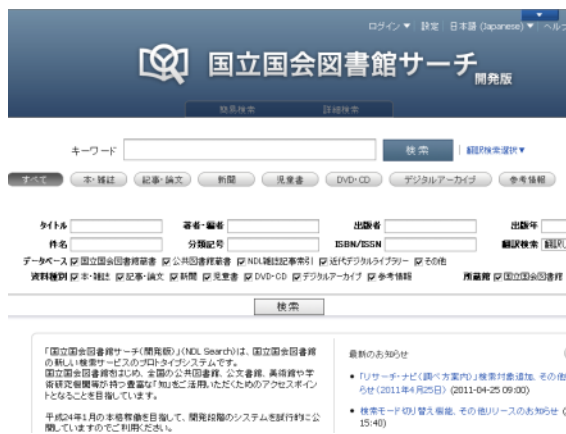 ログイン▼ 設定 日本語 (Japanese)▼ ヘル
国立国会図書館サーチ 開発版
簡易検索 詳細検索
キーワード 検索 翻訳検索選択▼
すべて 本・雑誌 記事・論文 新聞 児童書 DVD・CD デジタルアーカイブ 参考情報
タイトル 著者・編者 出版者 出版年
件名 分類記号 ISBN/ISSN 翻訳検索
データベース 国立国会図書館蔵書 公共図書館蔵書 NDL雑誌記事索引 近代デジタルライブラリー その他
資料種別 本・雑誌 記事・論文 新聞 児童書 DVD・CD デジタルアーカイブ 参考情報 所蔵館 国立国会図書館
検索
「国立国会図書館サーチ(開発版)」(NDL Search)は、国立国会図書館
の新しい検索サービスのプロトタイプシステムです。
国立国会図書館をはじめ、全国の公共図書館、公文書館、美術館や学
術研究機関等が持つ豊富な「知」をご活用いただくためのアクセスポイン
トとなることを目指しています。
平成24年1月の本格稼働を目指して、開発段階のシステムを試行的に公
開していますのでご利用ください。
最新のお知らせ
• 「リサーチ・ナビ(調べ方案内)」検索対象追加、その他
らせ(2011年4月25日) (2011-04-25 09:00)
• 検索モード切り替え機能、その他リリースのお知らせ (
15:40)